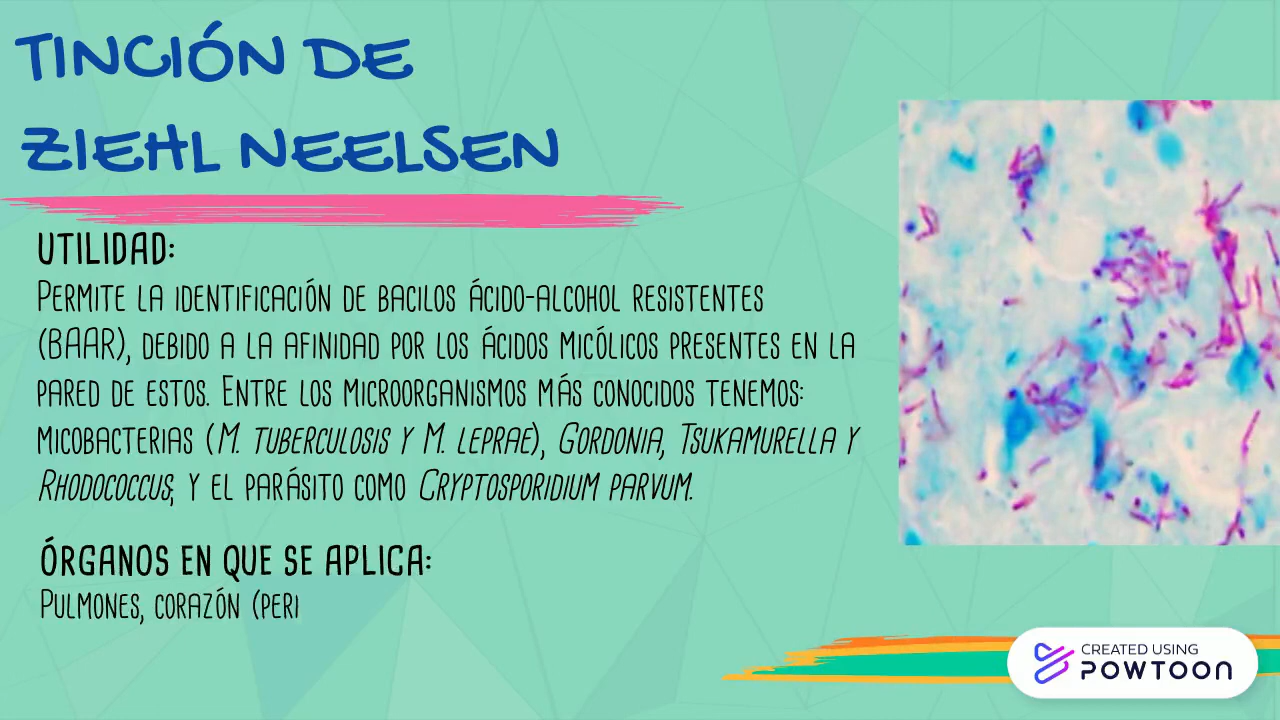 TINCIÓN DE
ZIEHL NEELSEN
UTILIDAD:
PERMITE LA IDENTIFICACIÓN DE BACILOS ÁCIDO-ALCOHOL RESISTENTES
(BAAR), DEBIDO A LA AFINIDAD POR LOS ÁCIDOS MICÓLICOS PRESENTES EN LA
PARED DE ESTOS. ENTRE LOS MICROORGANISMOS MÁS CONOCIDOS TENEMOS:
MICOBACTERIAS (M. TUBERCULOSIS Y M. LEPRAE), GORDONIA, TSUKAMURELLA Y
RHODOCOCCUS, Y EL PARÁSITO COMO CRYPTOSPORIDIUM PARVUM.
ÓRGANOS EN QUE SE APLICA:
PULMONES, CORAZÓN (PERI
CREATED USING
POWTOON